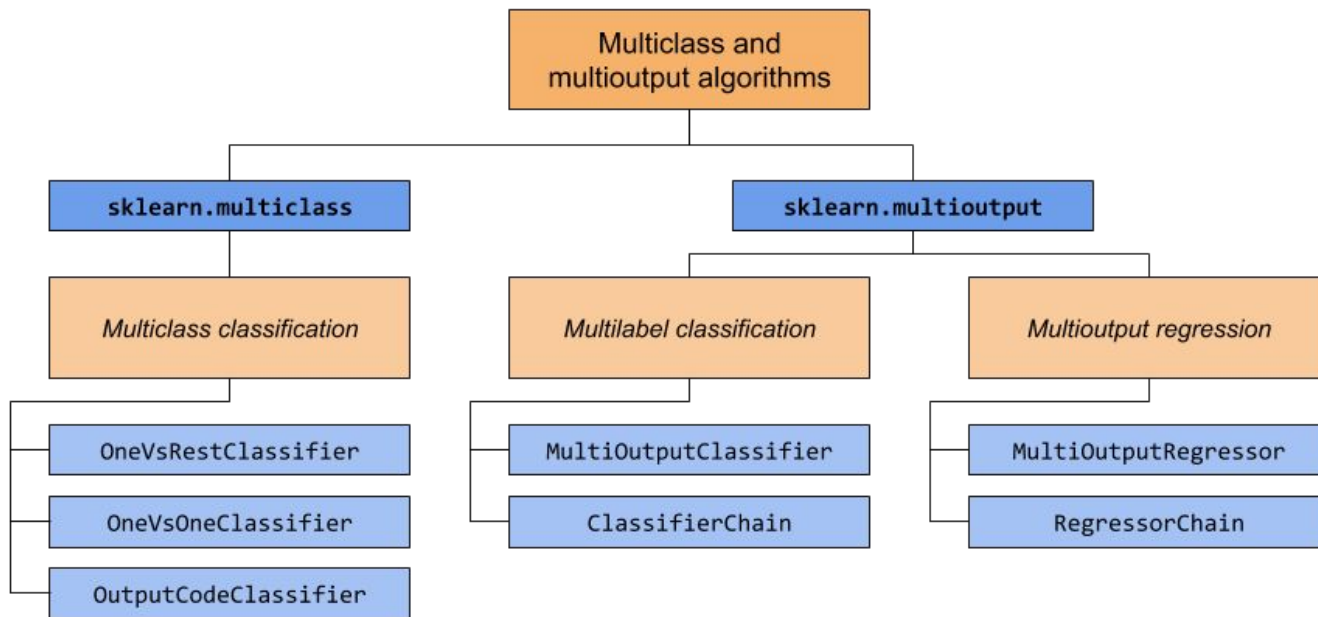 Multiclass and
multioutput algorithms
sklearn.multiclass
sklearn.multioutput
Multiclass classification
Multilabel classification
Multioutput regression
OneVsRestClassifier
MultiOutputClassifier
MultiOutputRegressor
OneVsOneClassifier
ClassifierChain
RegressorChain
OutputCodeClassifier